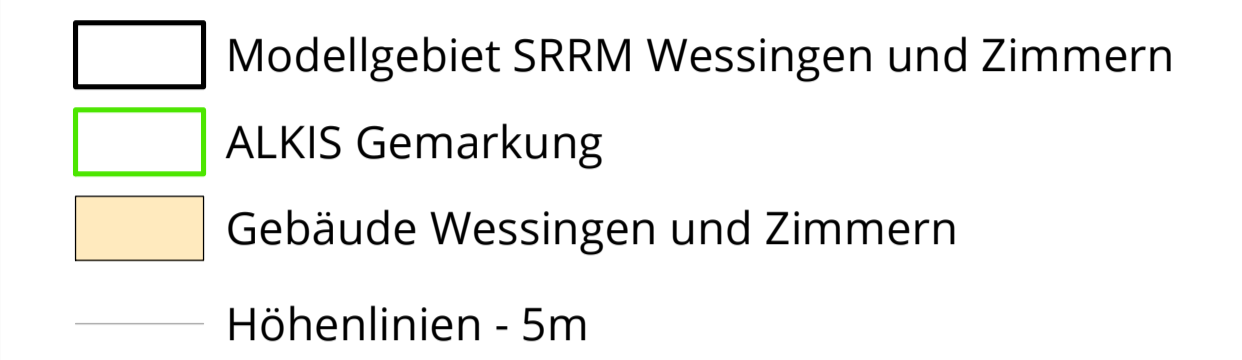 Modellgebiet SRRM Wessingen und Zimmern
ALKIS Gemarkung
Gebäude Wessingen und Zimmern
Höhenlinien - 5m